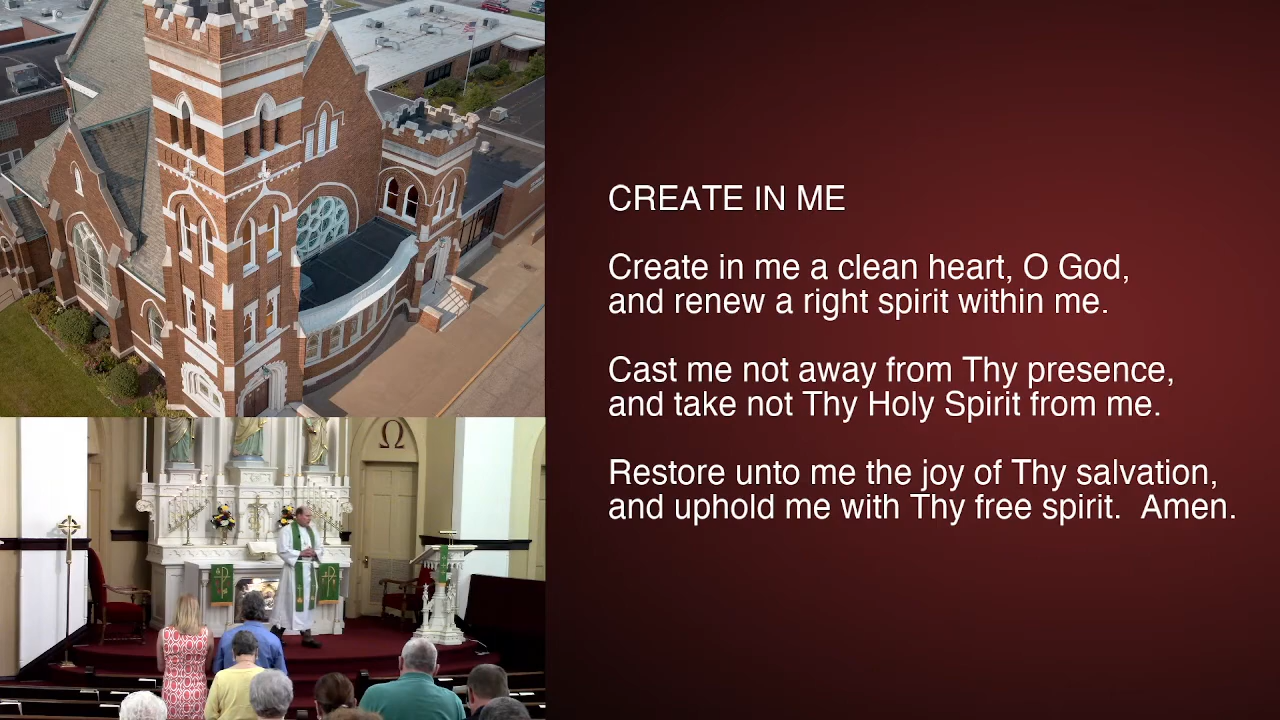 Ω
CREATE IN ME
Create in me a clean heart, O God,
and renew a right spirit within me.
Cast me not away from Thy presence,
and take not Thy Holy Spirit from me.
Restore unto me the joy of Thy salvation,
and uphold me with Thy free spirit.  Amen.